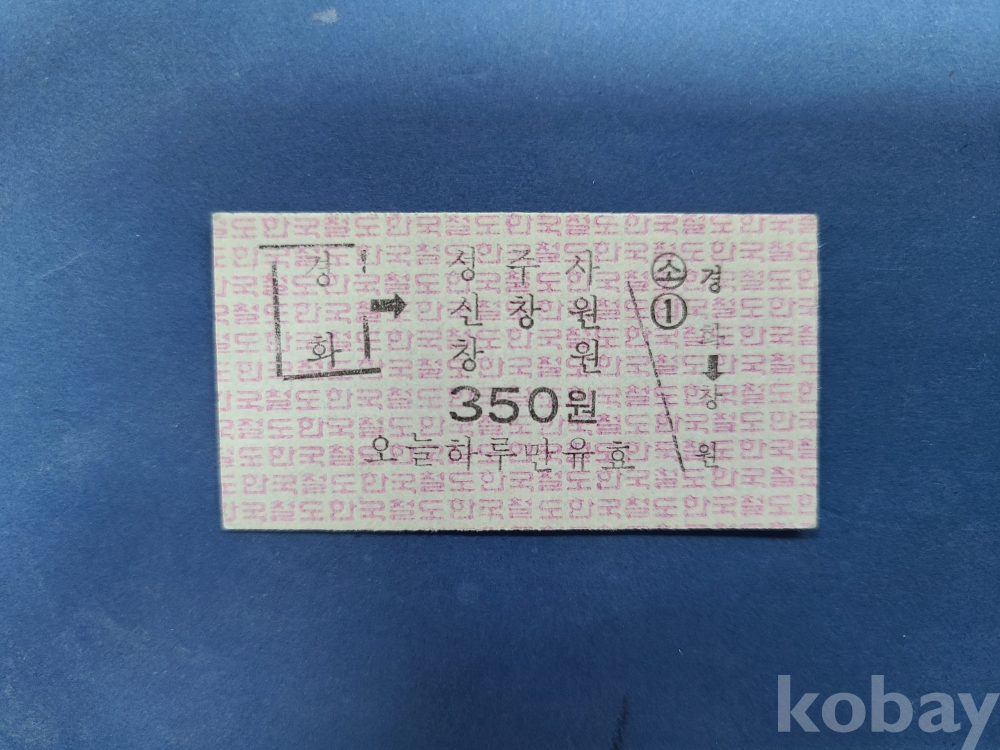 경화 → 성주사
신창원
창원
350원
오늘하루만유효
소
1
경화
창원
kobay